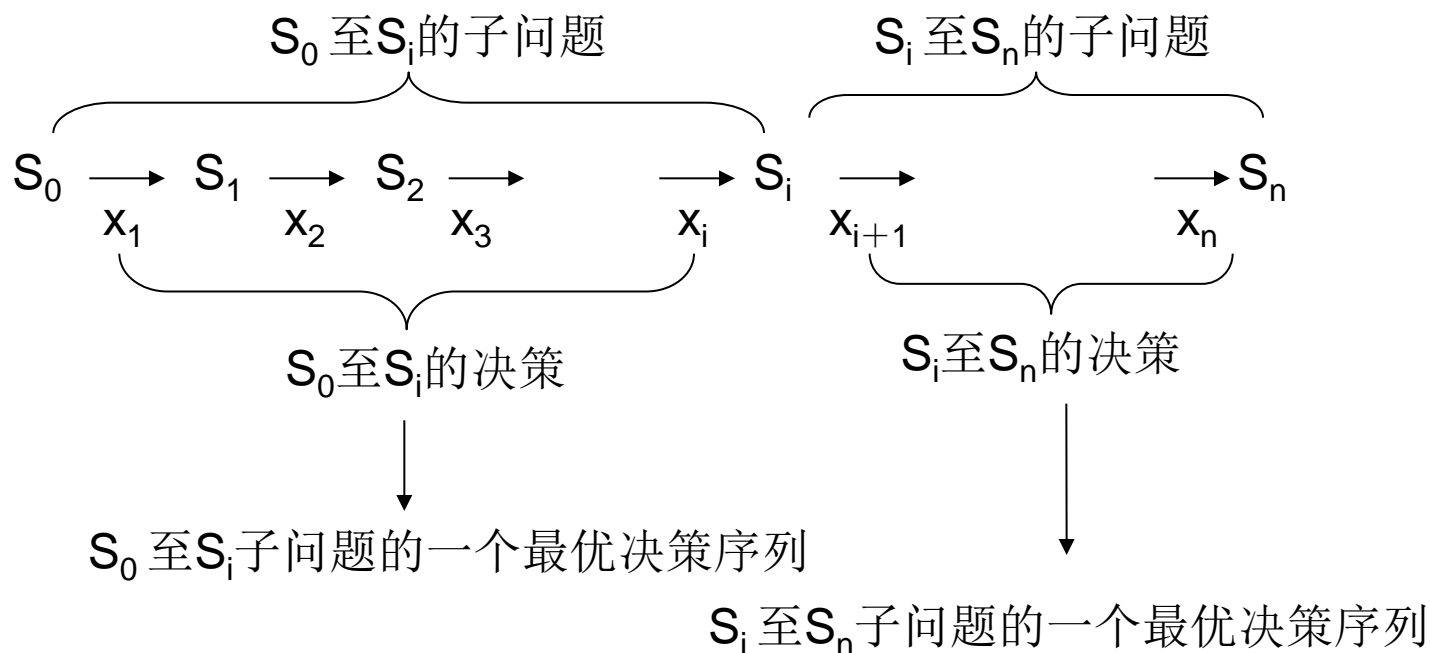 S₀ 至Sᵢ的子问题 Sᵢ 至Sₙ的子问题
S₀ → S₁ → S₂ → → Sᵢ → → Sₙ
x₁ x₂ x₃ xᵢ xᵢ₊₁ xₙ
S₀至Sᵢ的决策 Sᵢ至Sₙ的决策
S₀ 至Sᵢ子问题的一个最优决策序列
Sᵢ 至Sₙ子问题的一个最优决策序列